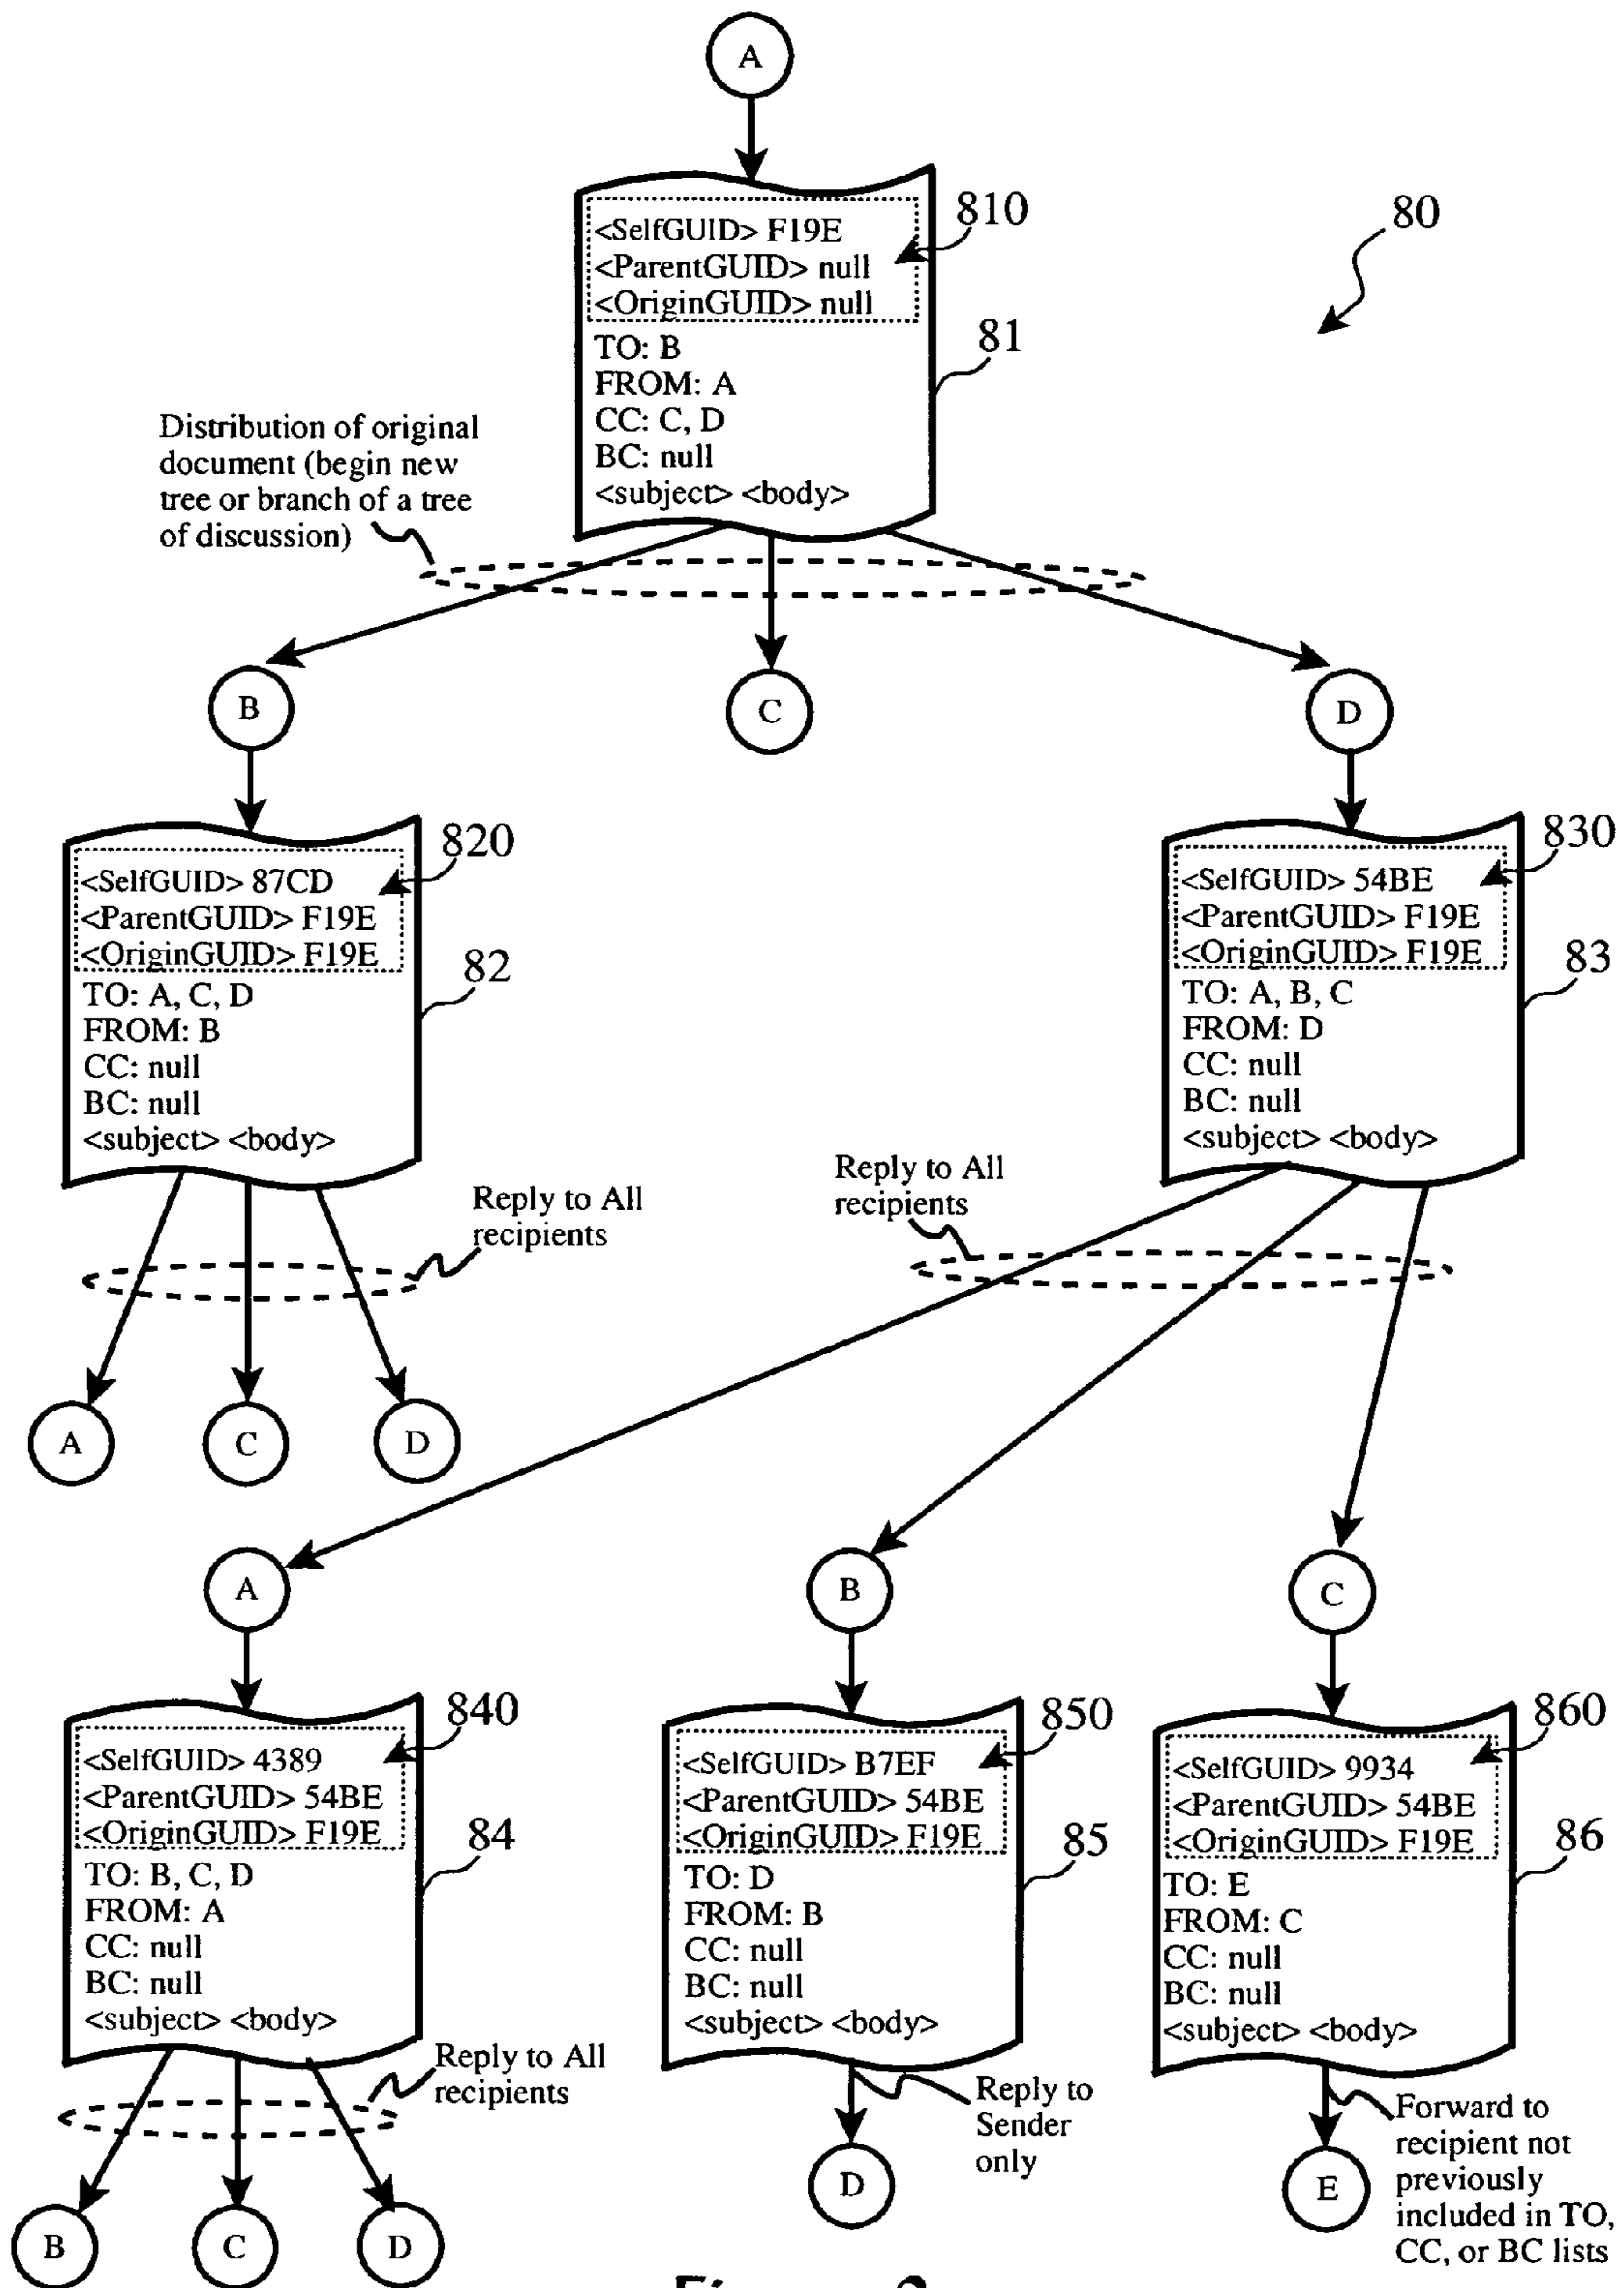 A
<SelfGUID> F19E
<ParentGUID> null
<OriginGUID> null
TO: B
FROM: A
CC: C, D
BC: null
<subject> <body>
810
81
80
Distribution of original
document (begin new
tree or branch of a tree
of discussion)
B
C
D
<SelfGUID> 87CD
<ParentGUID> F19E
<OriginGUID> F19E
TO: A, C, D
FROM: B
CC: null
BC: null
<subject> <body>
820
82
<SelfGUID> 54BE
<ParentGUID> F19E
<OriginGUID> F19E
TO: A, B, C
FROM: D
CC: null
BC: null
<subject> <body>
830
83
Reply to All
recipients
Reply to All
recipients
A
C
D
A
B
C
<SelfGUID> 4389
<ParentGUID> 54BE
<OriginGUID> F19E
TO: B, C, D
FROM: A
CC: null
BC: null
<subject> <body>
840
84
<SelfGUID> B7EF
<ParentGUID> 54BE
<OriginGUID> F19E
TO: D
FROM: B
CC: null
BC: null
<subject> <body>
850
85
<SelfGUID> 9934
<ParentGUID> 54BE
<OriginGUID> F19E
TO: E
FROM: C
CC: null
BC: null
<subject> <body>
860
86
Reply to All
recipients
Reply to
Sender
only
Forward to
recipient not
previously
included in TO,
CC, or BC lists
B
C
D
D
E